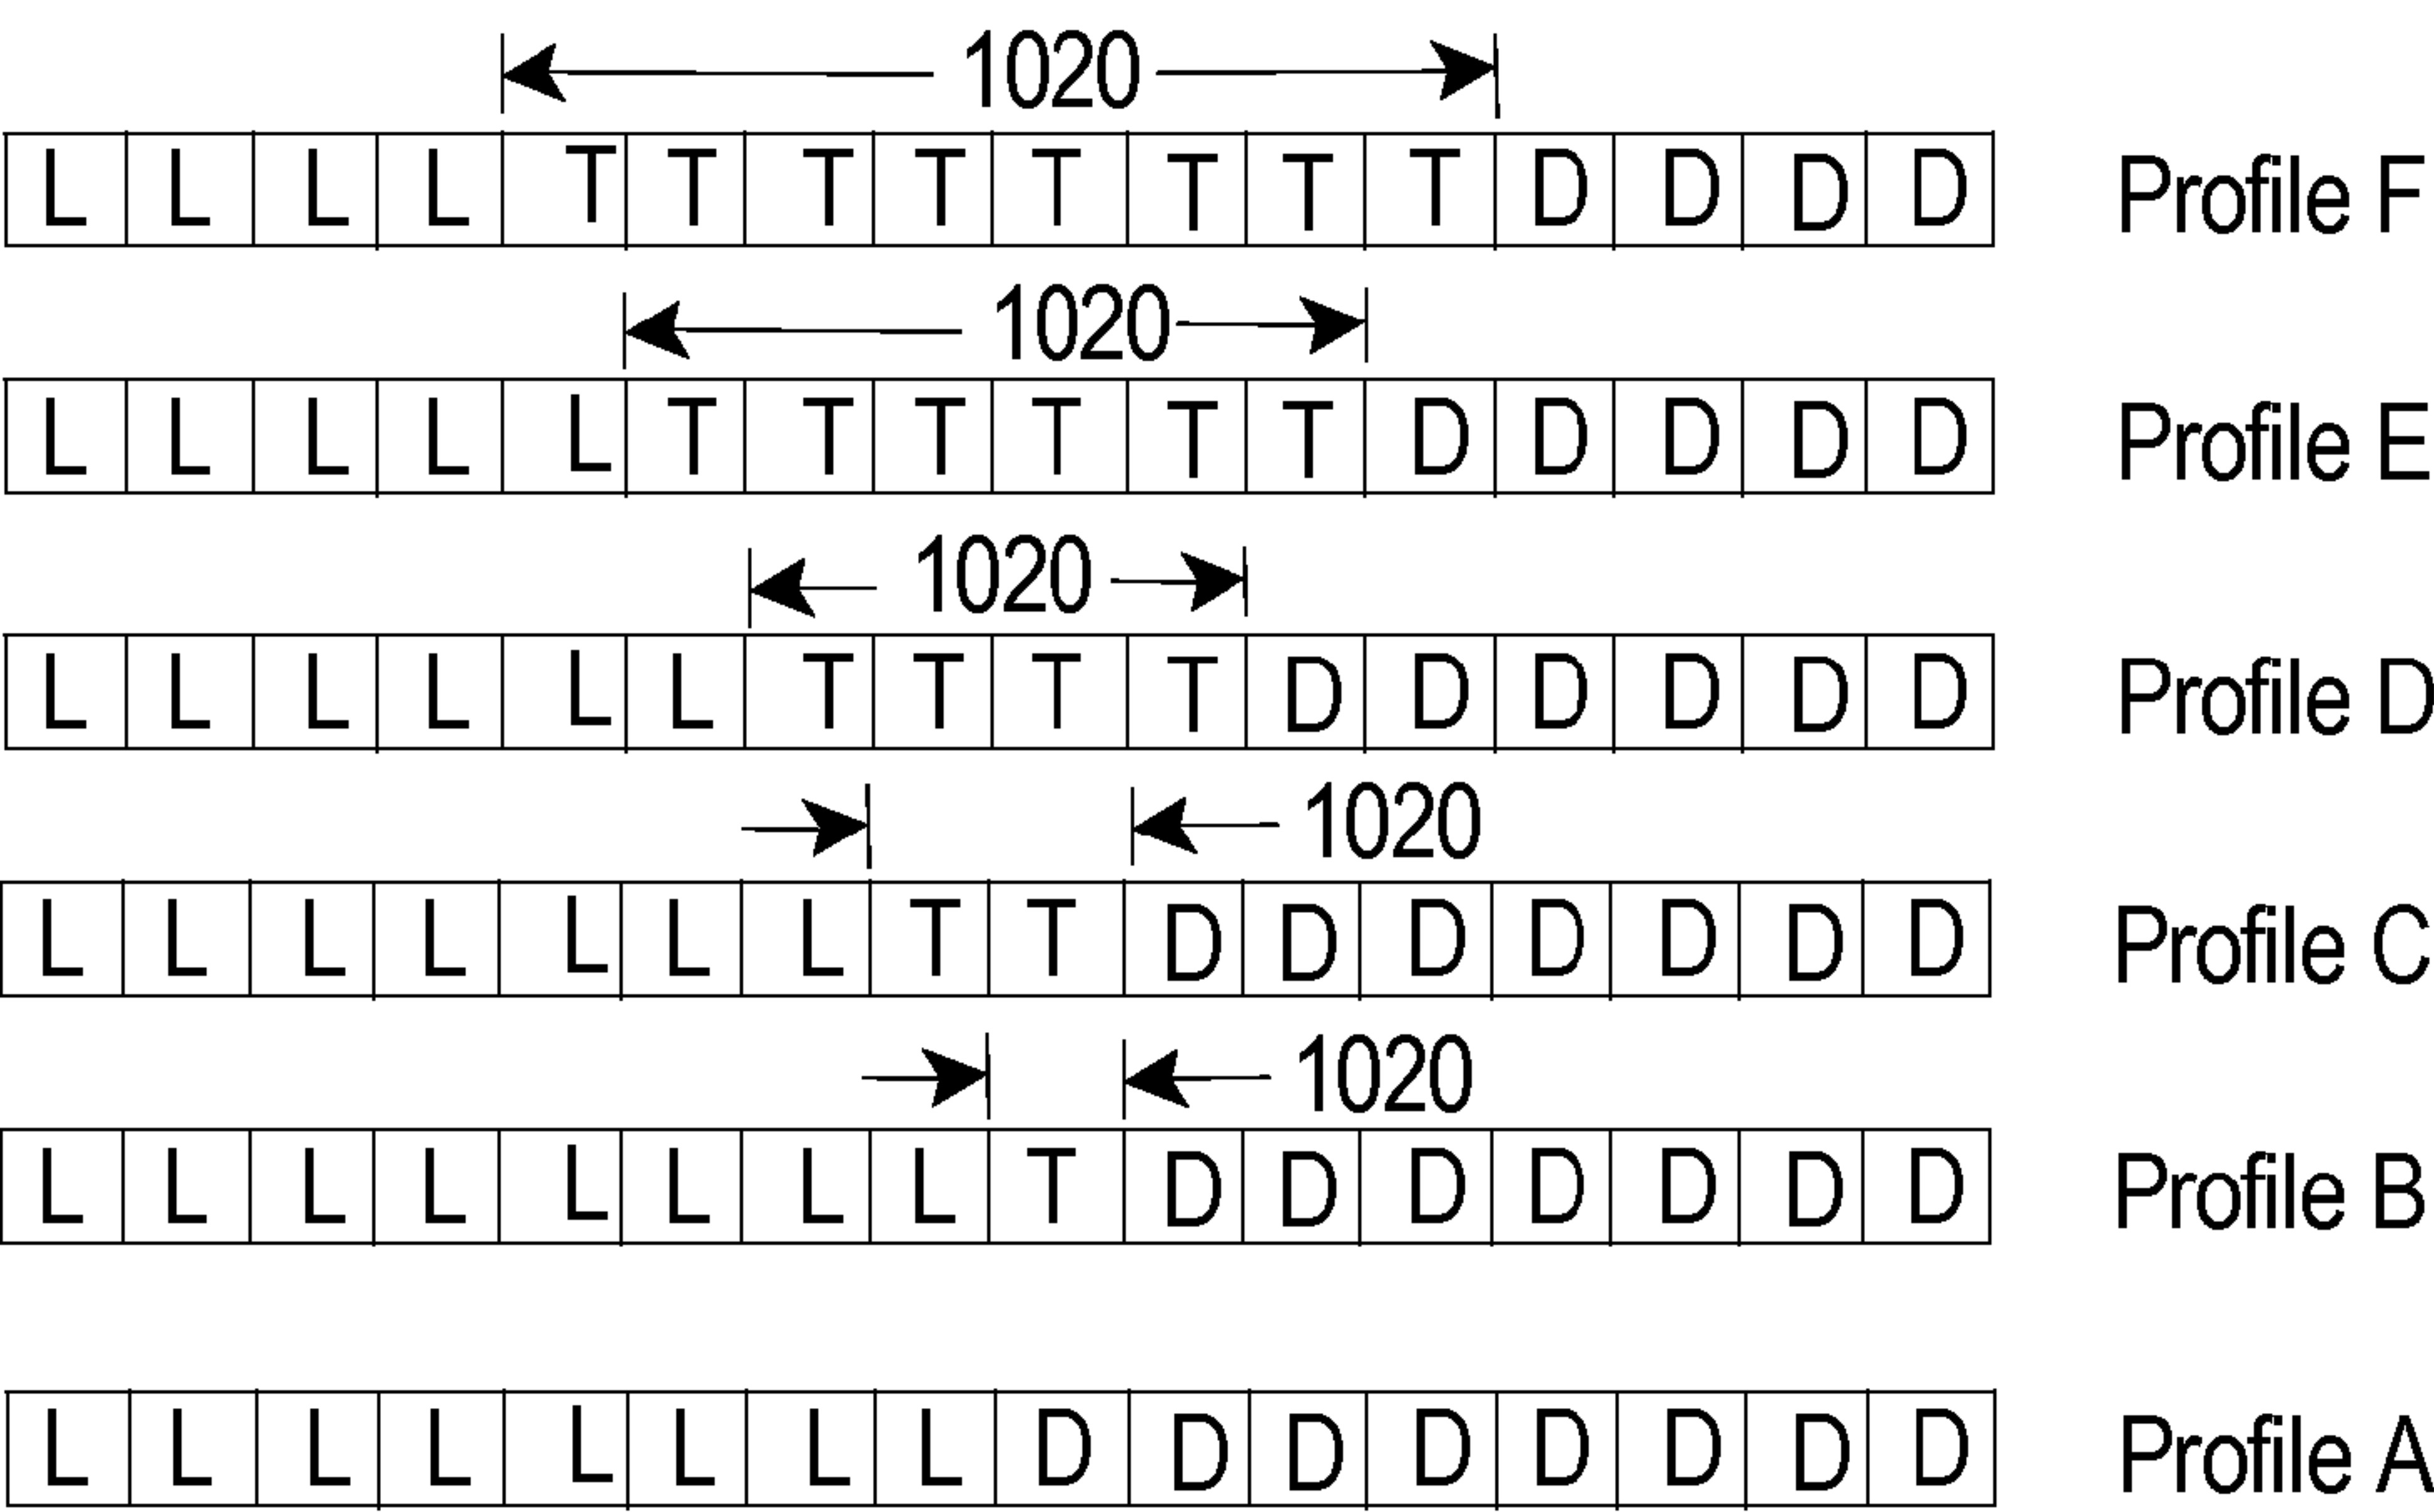 1020
L L L L T T T T T T T T D D D D Profile F
1020
L L L L L T T T T T T D D D D D Profile E
1020
L L L L L L T T T T D D D D D D Profile D
1020
L L L L L L L T T D D D D D D D Profile C
1020
L L L L L L L L T D D D D D D D Profile B
L L L L L L L L D D D D D D D D Profile A